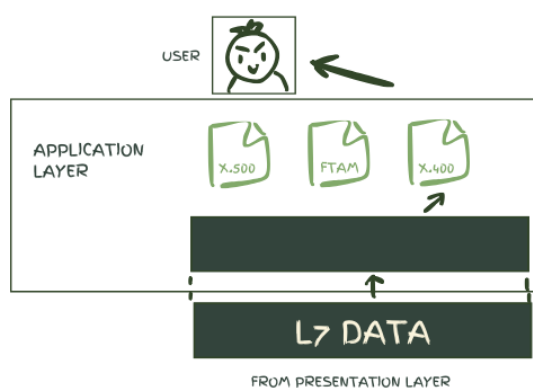 USER
APPLICATION
LAYER
X.500
FTAM
X.400
L7 DATA
FROM PRESENTATION LAYER